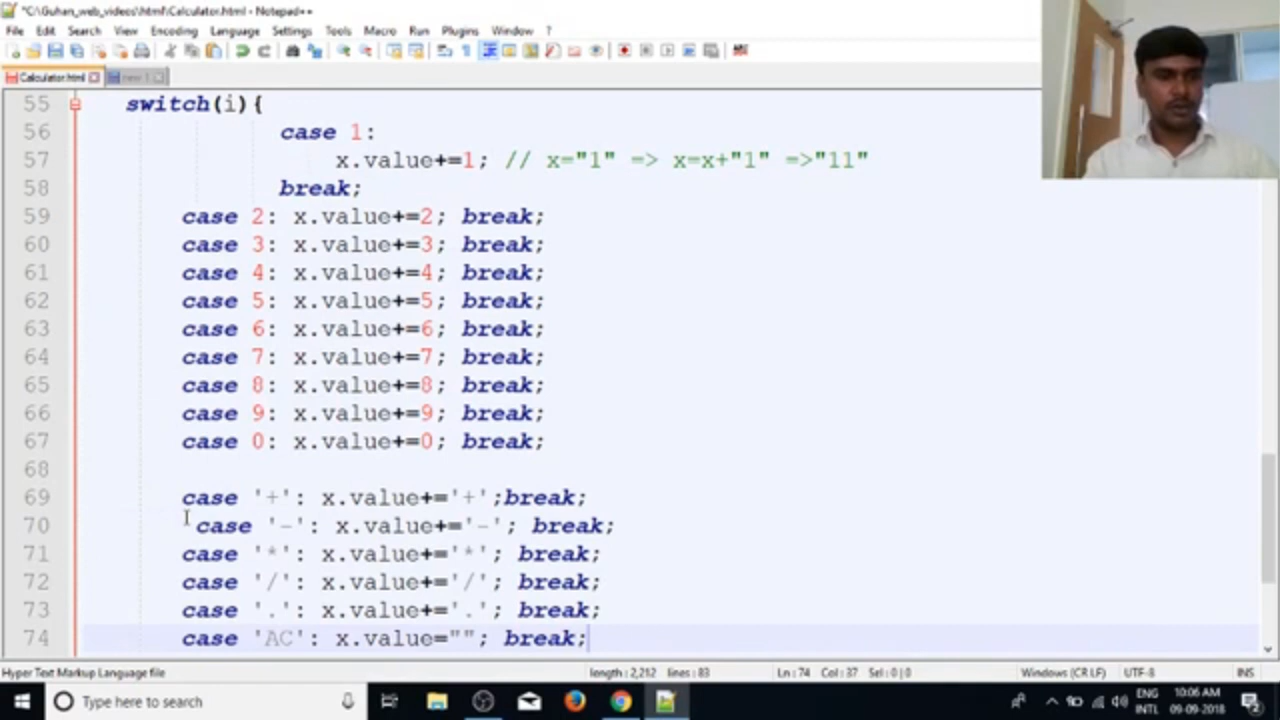 *C:\Guhan_web_videos\html\Calculator.html - Notepad++
File Edit Search View Encoding Language Settings Tools Macro Run Plugins Window ?
Calculator.html new 1
55 switch(i){
56 case 1:
57 x.value+=1; // x="1" => x=x+"1" =>"11"
58 break;
59 case 2: x.value+=2; break;
60 case 3: x.value+=3; break;
61 case 4: x.value+=4; break;
62 case 5: x.value+=5; break;
63 case 6: x.value+=6; break;
64 case 7: x.value+=7; break;
65 case 8: x.value+=8; break;
66 case 9: x.value+=9; break;
67 case 0: x.value+=0; break;
68
69 case '+': x.value+='+';break;
70 case '-': x.value+='-'; break;
71 case '*': x.value+='*'; break;
72 case '/': x.value+='/'; break;
73 case '.': x.value+='.'; break;
74 case 'AC': x.value=""; break;
Hyper Text Markup Language file length : 2,212 lines : 83 Ln : 74 Col : 37 Sel : 0 | 0 Windows (CR LF) UTF-8 INS
Type here to search ENG 10:06 AM
INTL 09-09-2018